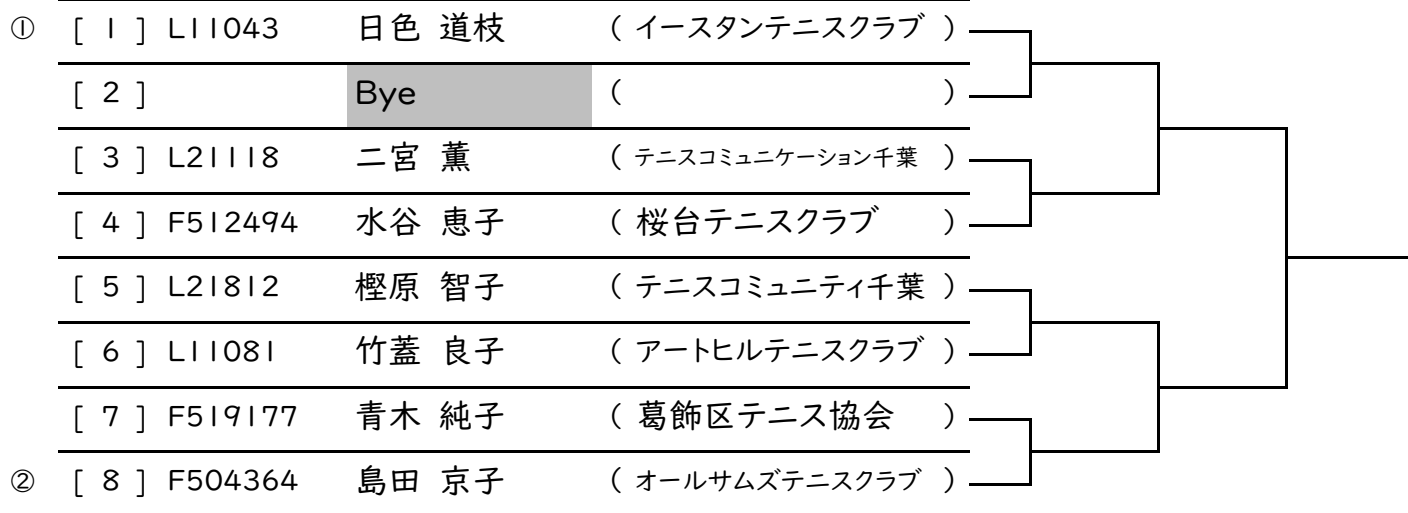 ① [ 1 ] L11043 日色 道枝 ( イースタンテニスクラブ )
[ 2 ] Bye ( )
[ 3 ] L21118 二宮 薫 ( テニスコミュニケーション千葉 )
[ 4 ] F512494 水谷 恵子 ( 桜台テニスクラブ )
[ 5 ] L21812 樫原 智子 ( テニスコミュニティ千葉 )
[ 6 ] L11081 竹蓋 良子 ( アートヒルテニスクラブ )
[ 7 ] F519177 青木 純子 ( 葛飾区テニス協会 )
② [ 8 ] F504364 島田 京子 ( オールサムズテニスクラブ )